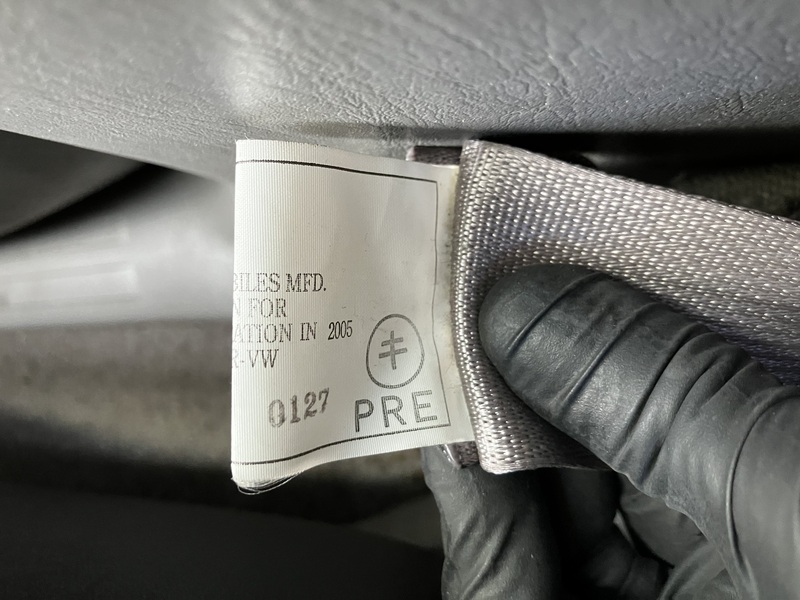 BILES MFD.
N FOR
ATION IN 2005
R-VW
0127
PRE